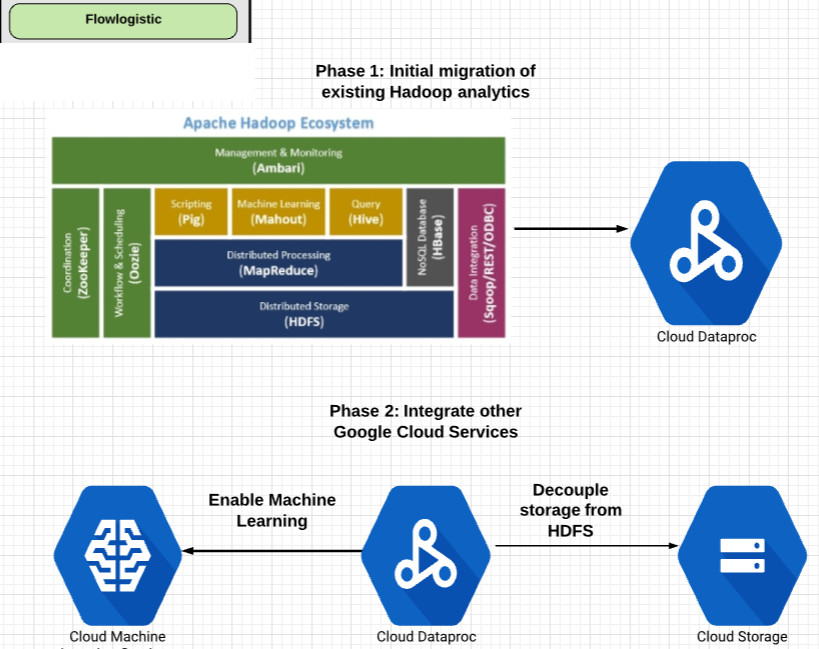 Flowlogistic
Phase 1: Initial migration of
existing Hadoop analytics
Apache Hadoop Ecosystem
Management & Monitoring
(Ambari)
Coordination
(ZooKeeper)
Workflow & Scheduling
(Oozie)
Scripting
(Pig)
Machine Learning
(Mahout)
Query
(Hive)
Distributed Processing
(MapReduce)
Distributed Storage
(HDFS)
NoSQL Database
(HBase)
Data Integration
(Sqoop/REST/ODBC)
Cloud Dataproc
Phase 2: Integrate other
Google Cloud Services
Enable Machine
Learning
Decouple
storage from
HDFS
Cloud Machine
Cloud Dataproc
Cloud Storage